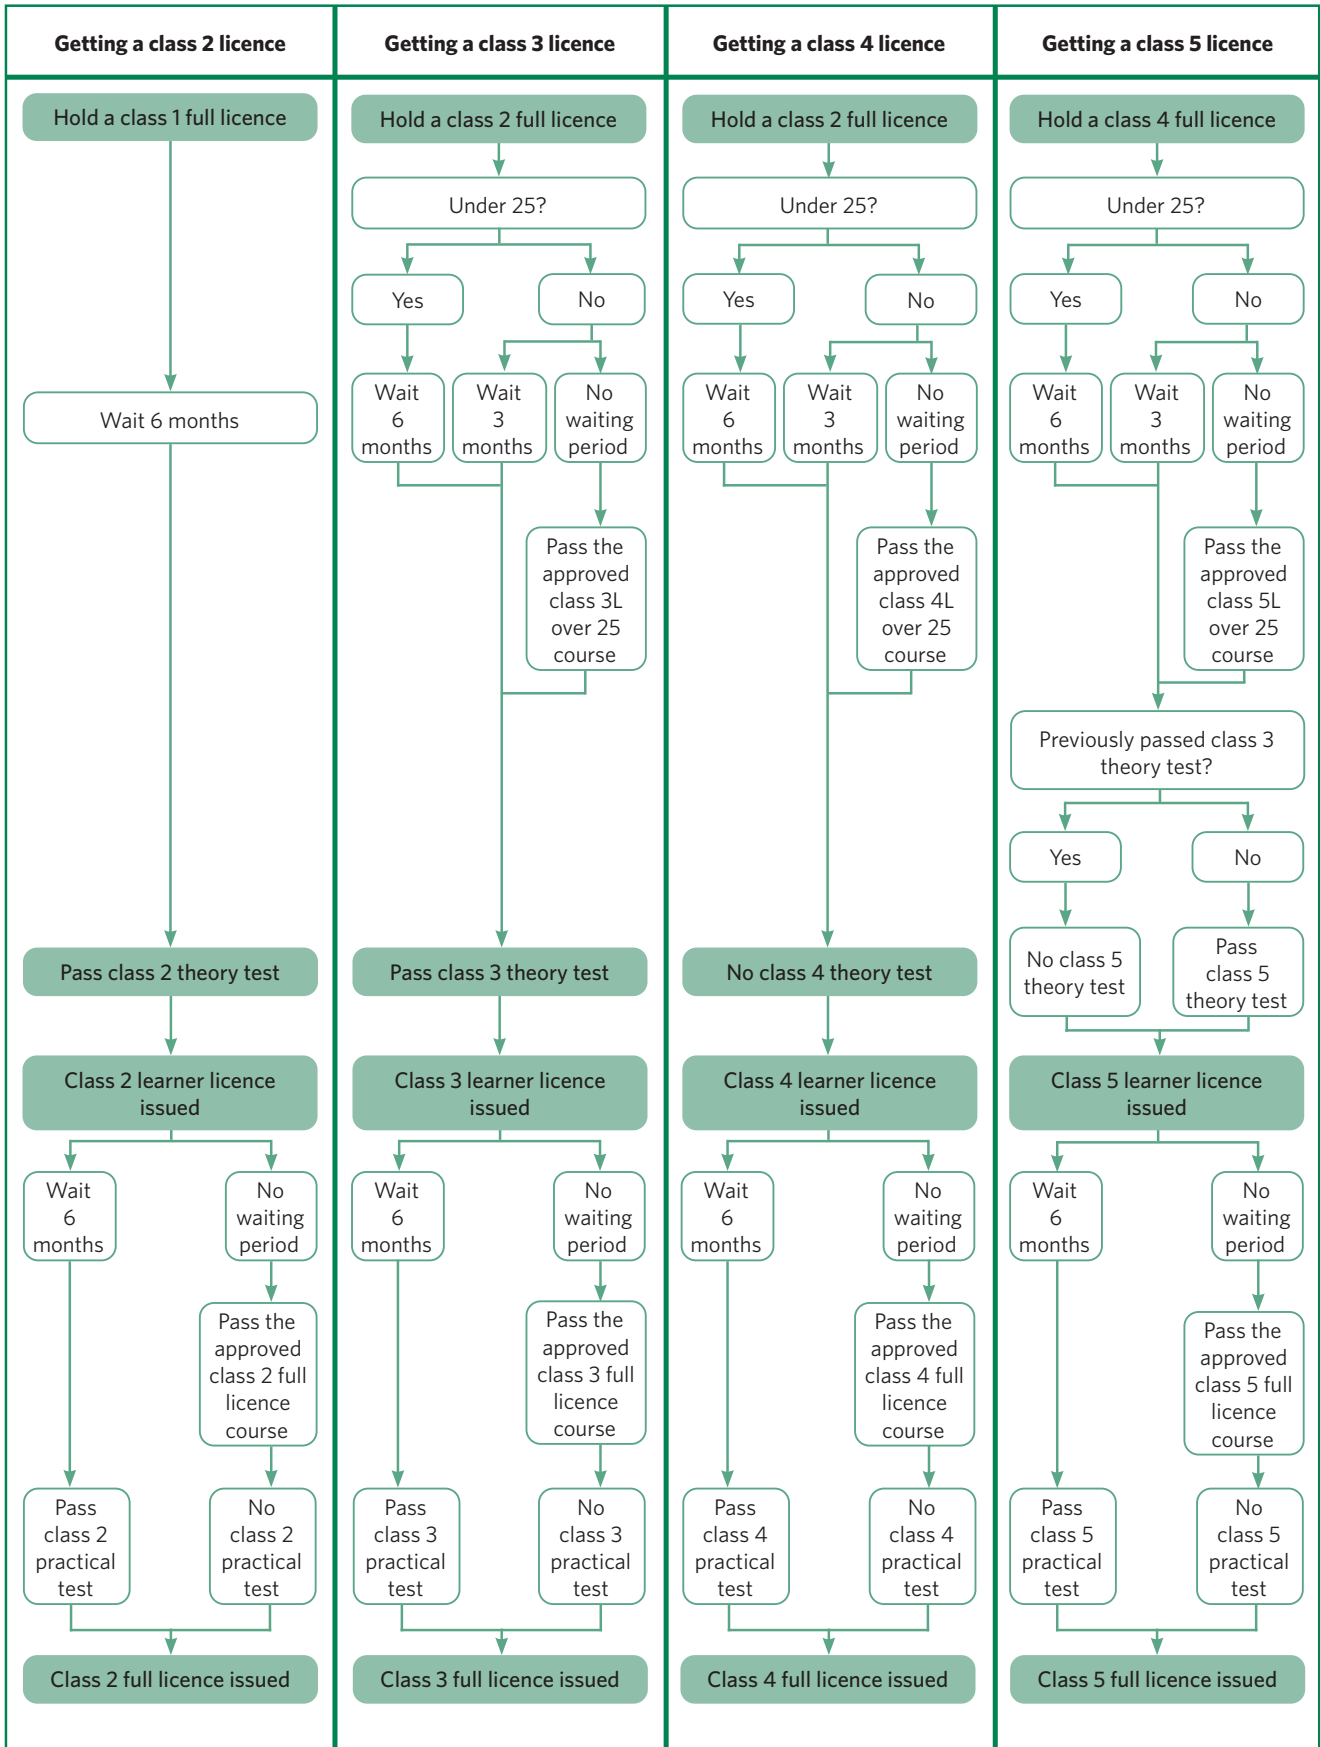 Getting a class 2 licence
Hold a class 1 full licence
Wait 6 months
Pass class 2 theory test
Class 2 learner licence
issued
Wait
6
months
No
waiting
period
Pass the
approved
class 2 full
licence
course
Pass
class 2
practical
test
No
class 2
practical
test
Class 2 full licence issued
Getting a class 3 licence
Hold a class 2 full licence
Under 25?
Yes
No
Wait
6
months
Wait
3
months
No
waiting
period
Pass the
approved
class 3L
over 25
course
Pass class 3 theory test
Class 3 learner licence
issued
Wait
6
months
No
waiting
period
Pass the
approved
class 3 full
licence
course
Pass
class 3
practical
test
No
class 3
practical
test
Class 3 full licence issued
Getting a class 4 licence
Hold a class 2 full licence
Under 25?
Yes
No
Wait
6
months
Wait
3
months
No
waiting
period
Pass the
approved
class 4L
over 25
course
No class 4 theory test
Class 4 learner licence
issued
Wait
6
months
No
waiting
period
Pass the
approved
class 4 full
licence
course
Pass
class 4
practical
test
No
class 4
practical
test
Class 4 full licence issued
Getting a class 5 licence
Hold a class 4 full licence
Under 25?
Yes
No
Wait
6
months
Wait
3
months
No
waiting
period
Pass the
approved
class 5L
over 25
course
Previously passed class 3
theory test?
Yes
No
No class 5
theory test
Pass
class 5
theory test
Class 5 learner licence
issued
Wait
6
months
No
waiting
period
Pass the
approved
class 5 full
licence
course
Pass
class 5
practical
test
No
class 5
practical
test
Class 5 full licence issued